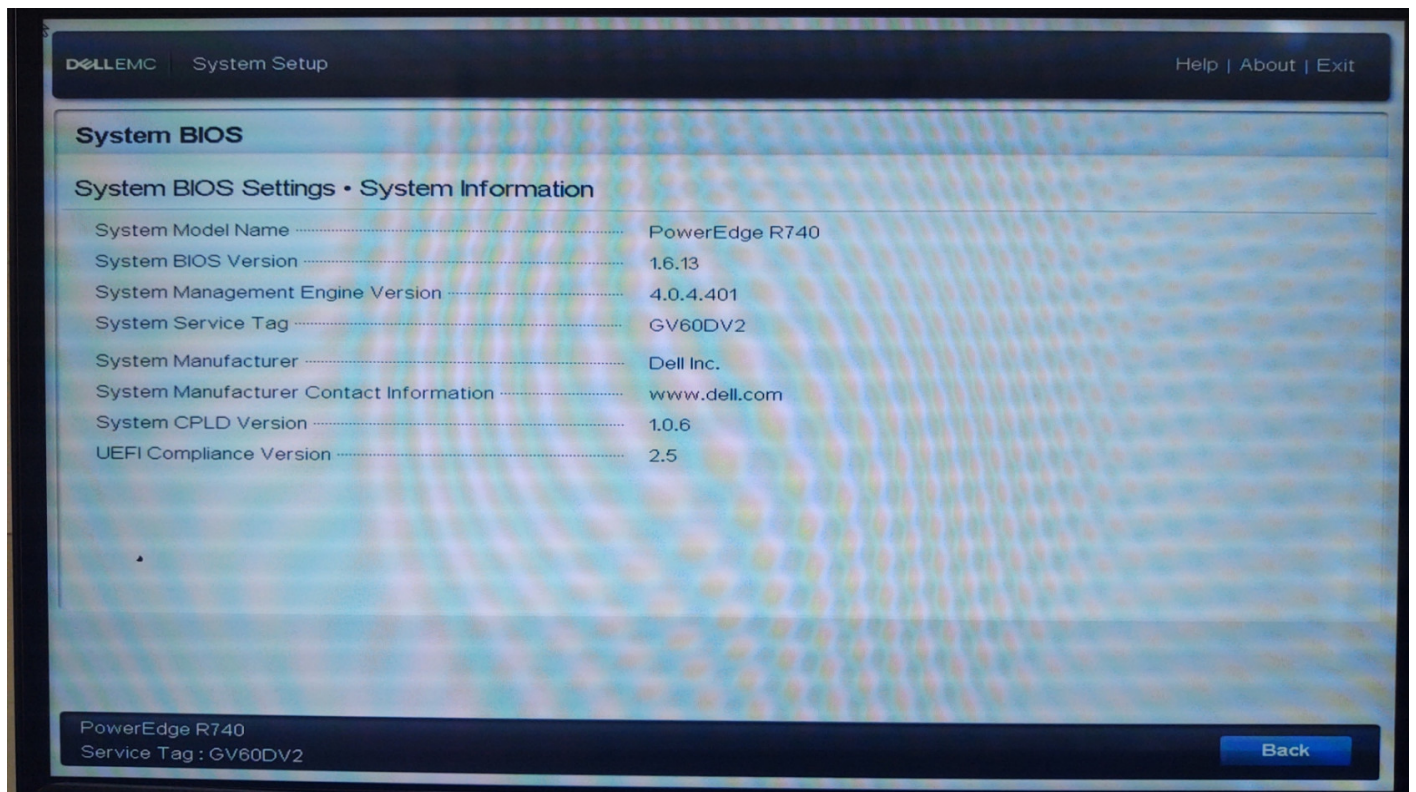 DELLEMC System Setup Help | About | Exit
System BIOS
System BIOS Settings • System Information
System Model Name PowerEdge R740
System BIOS Version 1.6.13
System Management Engine Version 4.0.4.401
System Service Tag GV60DV2
System Manufacturer Dell Inc.
System Manufacturer Contact Information www.dell.com
System CPLD Version 1.0.6
UEFI Compliance Version 2.5
PowerEdge R740
Service Tag : GV60DV2
Back